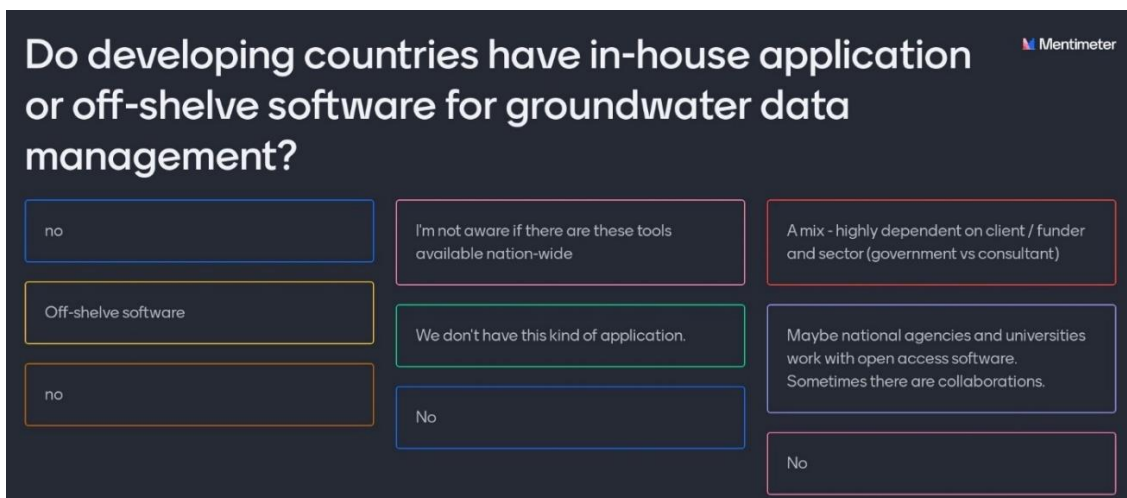 Do developing countries have in-house application
or off-shelve software for groundwater data
management?
Mentimeter
no
Off-shelve software
no
I'm not aware if there are these tools
available nation-wide
We don't have this kind of application.
No
A mix - highly dependent on client / funder
and sector (government vs consultant)
Maybe national agencies and universities
work with open access software.
Sometimes there are collaborations.
No